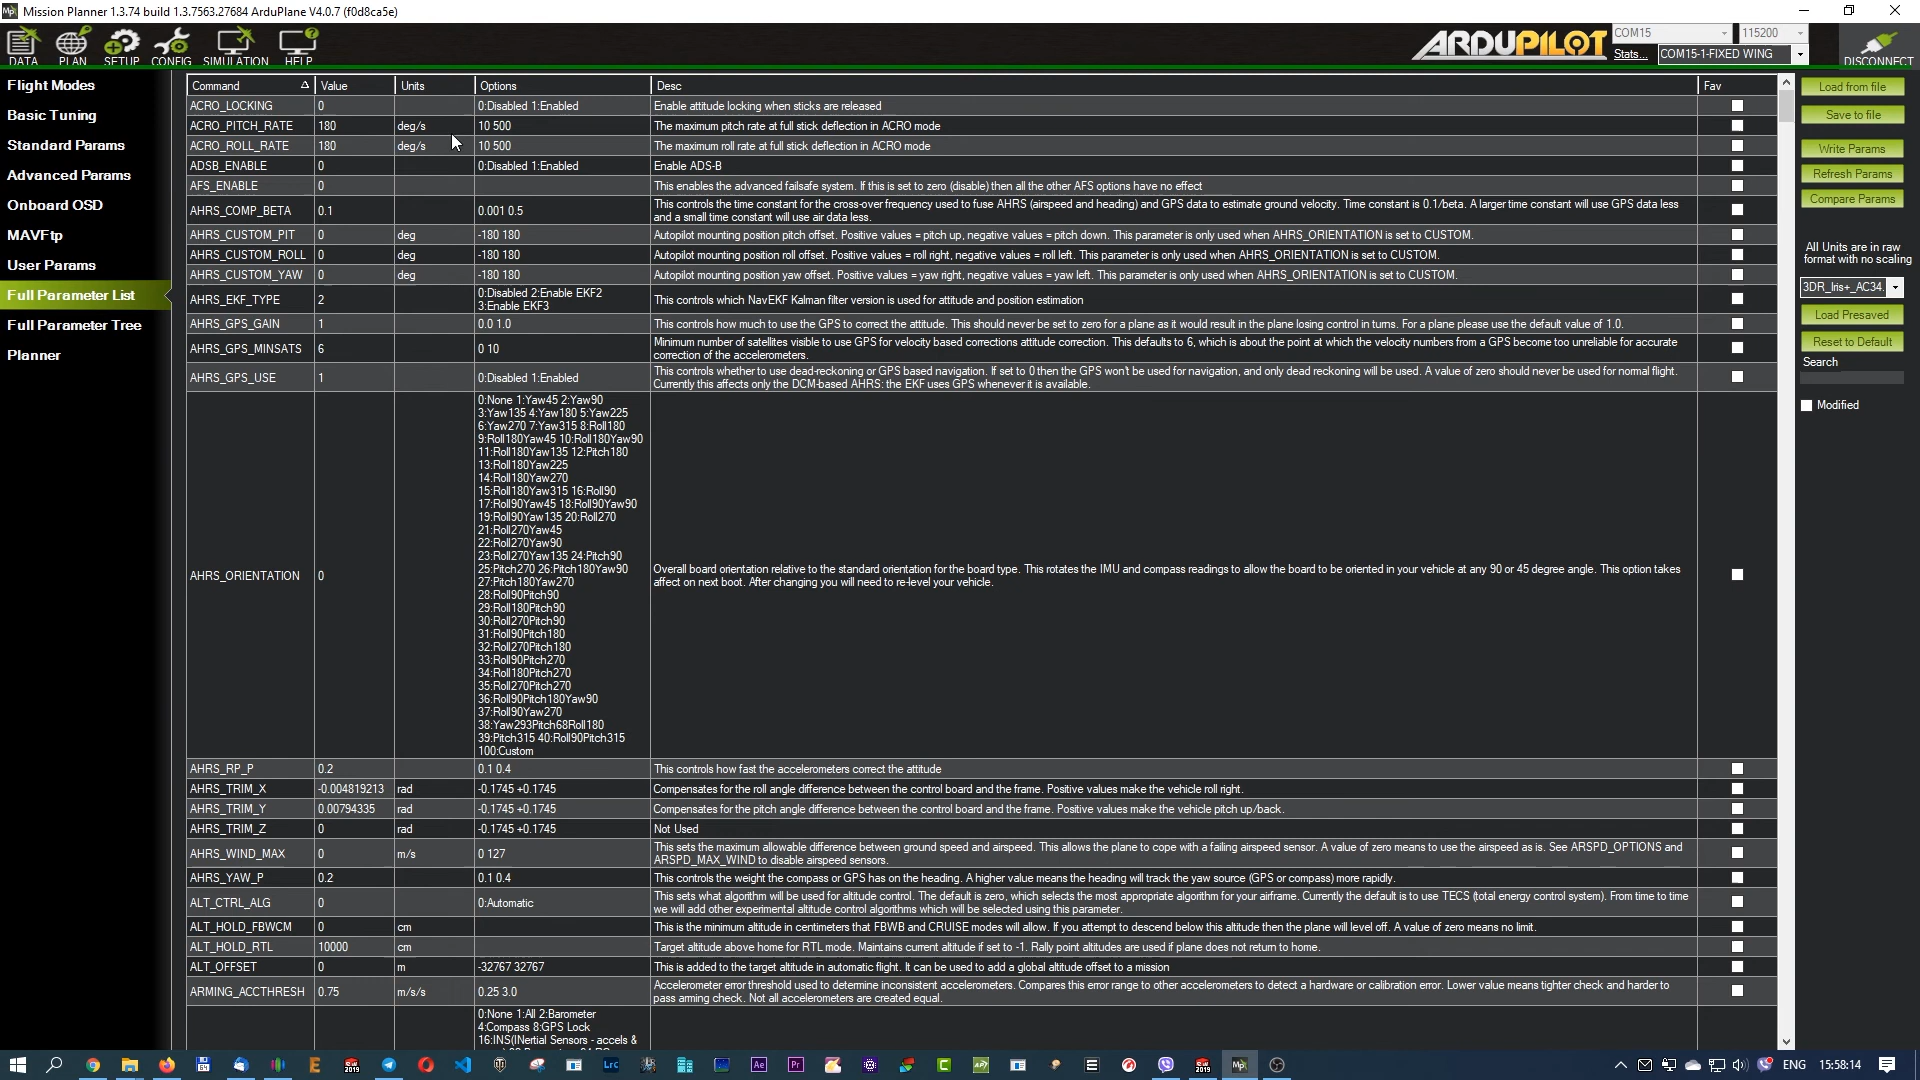 Mission Planner 1.3.74 build 1.3.7563.27684 ArduPlane V4.0.7 (f0d8ca5e)
DATA PLAN SETUP CONFIG SIMULATION HELP
ARDUPILOT
COM15 115200
Stats... COM15-1-FIXED WING
DISCONNECT
Flight Modes
Basic Tuning
Standard Params
Advanced Params
Onboard OSD
MAVFtp
User Params
Full Parameter List
Full Parameter Tree
Planner
Command Value Units Options Desc Fav
ACRO_LOCKING 0 0:Disabled 1:Enabled Enable attitude locking when sticks are released
ACRO_PITCH_RATE 180 deg/s 10 500 The maximum pitch rate at full stick deflection in ACRO mode
ACRO_ROLL_RATE 180 deg/s 10 500 The maximum roll rate at full stick deflection in ACRO mode
ADSB_ENABLE 0 0:Disabled 1:Enabled Enable ADS-B
AFS_ENABLE 0 This enables the advanced failsafe system. If this is set to zero (disable) then all the other AFS options have no effect
AHRS_COMP_BETA 0.1 0.001 0.5 This controls the time constant for the cross-over frequency used to fuse AHRS (airspeed and heading) and GPS data to estimate ground velocity. Time constant is 0.1/beta. A larger time constant will use GPS data less
and a small time constant will use air data less.
AHRS_CUSTOM_PIT 0 deg -180 180 Autopilot mounting position pitch offset. Positive values = pitch up, negative values = pitch down. This parameter is only used when AHRS_ORIENTATION is set to CUSTOM.
AHRS_CUSTOM_ROLL 0 deg -180 180 Autopilot mounting position roll offset. Positive values = roll right, negative values = roll left. This parameter is only used when AHRS_ORIENTATION is set to CUSTOM.
AHRS_CUSTOM_YAW 0 deg -180 180 Autopilot mounting position yaw offset. Positive values = yaw right, negative values = yaw left. This parameter is only used when AHRS_ORIENTATION is set to CUSTOM.
AHRS_EKF_TYPE 2 0:Disabled 2:Enable EKF2
3:Enable EKF3 This controls which NavEKF Kalman filter version is used for attitude and position estimation
AHRS_GPS_GAIN 1 0.0 1.0 This controls how much to use the GPS to correct the attitude. This should never be set to zero for a plane as it would result in the plane losing control in turns. For a plane please use the default value of 1.0.
AHRS_GPS_MINSATS 6 0 10 Minimum number of satellites visible to use GPS for velocity based corrections attitude correction. This defaults to 6, which is about the point at which the velocity numbers from a GPS become too unreliable for accurate
correction of the accelerometers.
AHRS_GPS_USE 1 0:Disabled 1:Enabled This controls whether to use dead-reckoning or GPS based navigation. If set to 0 then the GPS won't be used for navigation, and only dead reckoning will be used. A value of zero should never be used for normal flight.
Currently this affects only the DCM-based AHRS: the EKF uses GPS whenever it is available.
0:None 1:Yaw45 2:Yaw90
3:Yaw135 4:Yaw180 5:Yaw225
6:Yaw270 7:Yaw315 8:Roll180
9:Roll180Yaw45 10:Roll180Yaw90
11:Roll180Yaw135 12:Pitch180
13:Roll180Yaw225
14:Roll180Yaw270
15:Roll180Yaw315 16:Roll90
17:Roll90Yaw45 18:Roll90Yaw90
19:Roll90Yaw135 20:Roll270
21:Roll270Yaw45
22:Roll270Yaw90
23:Roll270Yaw135 24:Pitch90
25:Pitch270 26:Pitch180Yaw90
27:Pitch180Yaw270
28:Roll90Pitch90
29:Roll180Pitch90
30:Roll270Pitch90
31:Roll90Pitch180
32:Roll270Pitch180
33:Roll90Pitch270
34:Roll180Pitch270
35:Roll270Pitch270
36:Roll90Pitch180Yaw90
37:Roll90Yaw270
38:Yaw293Pitch68Roll180
39:Pitch315 40:Roll90Pitch315
100:Custom
AHRS_ORIENTATION 0 Overall board orientation relative to the standard orientation for the board type. This rotates the IMU and compass readings to allow the board to be oriented in your vehicle at any 90 or 45 degree angle. This option takes
affect on next boot. After changing you will need to re-level your vehicle.
AHRS_RP_P 0.2 0.1 0.4 This controls how fast the accelerometers correct the attitude
AHRS_TRIM_X -0.004819213 rad -0.1745 +0.1745 Compensates for the roll angle difference between the control board and the frame. Positive values make the vehicle roll right.
AHRS_TRIM_Y 0.00794335 rad -0.1745 +0.1745 Compensates for the pitch angle difference between the control board and the frame. Positive values make the vehicle pitch up/back.
AHRS_TRIM_Z 0 rad -0.1745 +0.1745 Not Used
AHRS_WIND_MAX 0 m/s 0 127 This sets the maximum allowable difference between ground speed and airspeed. This allows the plane to cope with a failing airspeed sensor. A value of zero means to use the airspeed as is. See ARSPD_OPTIONS and
ARSPD_MAX_WIND to disable airspeed sensors.
AHRS_YAW_P 0.2 0.1 0.4 This controls the weight the compass or GPS has on the heading. A higher value means the heading will track the yaw source (GPS or compass) more rapidly.
ALT_CTRL_ALG 0 0:Automatic This sets what algorithm will be used for altitude control. The default is zero, which selects the most appropriate algorithm for your airframe. Currently the default is to use TECS (total energy control system). From time to time
we will add other experimental altitude control algorithms which will be selected using this parameter.
ALT_HOLD_FBWCM 0 cm This is the minimum altitude in centimeters that FBWB and CRUISE modes will allow. If you attempt to descend below this altitude then the plane will level off. A value of zero means no limit.
ALT_HOLD_RTL 10000 cm Target altitude above home for RTL mode. Maintains current altitude if set to -1. Rally point altitudes are used if plane does not return to home.
ALT_OFFSET 0 m -32767 32767 This is added to the target altitude in automatic flight. It can be used to add a global altitude offset to a mission
ARMING_ACCTHRESH 0.75 m/s/s 0.25 3.0 Accelerometer error threshold used to determine inconsistent accelerometers. Compares this error range to other accelerometers to detect a hardware or calibration error. Lower value means tighter check and harder to
pass arming check. Not all accelerometers are created equal.
0:None 1:All 2:Barometer
4:Compass 8:GPS Lock
16:INS(INertial Sensors - accels &
Load from file
Save to file
Write Params
Refresh Params
Compare Params
All Units are in raw
format with no scaling
3DR_Iris+_AC34.
Load Presaved
Reset to Default
Search
Modified
ENG 15:58:14